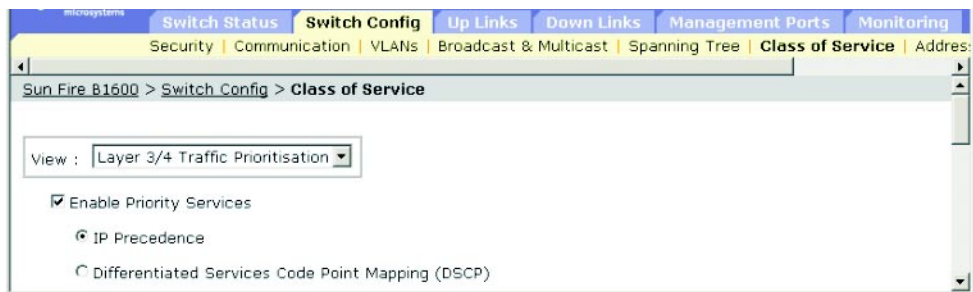 microsystems
Switch Status Switch Config Up Links Down Links Management Ports Monitoring
Security | Communication | VLANs | Broadcast & Multicast | Spanning Tree | Class of Service | Addres
Sun Fire B1600 > Switch Config > Class of Service
View : Layer 3/4 Traffic Prioritisation
Enable Priority Services
IP Precedence
Differentiated Services Code Point Mapping (DSCP)